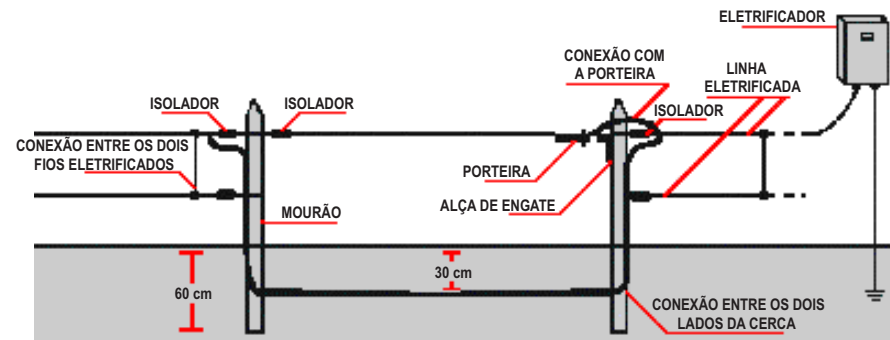 ELETRIFICADOR
CONEXÃO COM
A PORTEIRA
LINHA
ELETRIFICADA
ISOLADOR
ISOLADOR
ISOLADOR
CONEXÃO ENTRE OS DOIS
FIOS ELETRIFICADOS
PORTEIRA
ALÇA DE ENGATE
MOURÃO
60 cm
30 cm
CONEXÃO ENTRE OS DOIS
LADOS DA CERCA